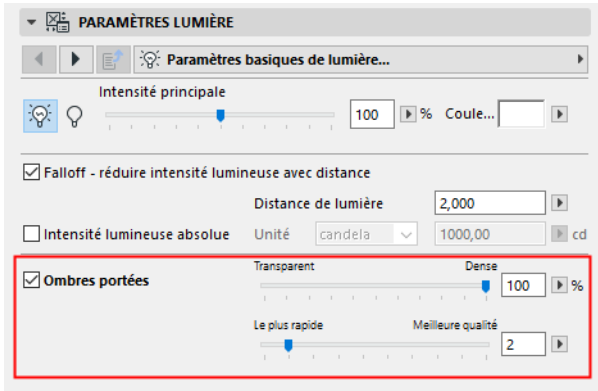 PARAMÈTRES LUMIÈRE
Paramètres basiques de lumière...
Intensité principale
100 % Coule...
Falloff - réduire intensité lumineuse avec distance
Distance de lumière 2,000
Intensité lumineuse absolue Unité candela 1000,00 cd
Transparent Dense
Ombres portées 100 %
Le plus rapide Meilleure qualité
2